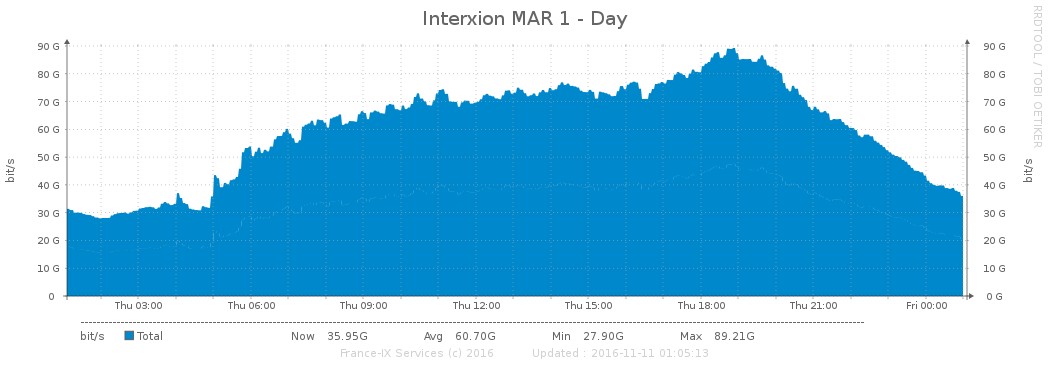 Interxion MAR 1 - Day
RRDTOOL / TOBI OETIKER
bit/s
90 G 90 G
80 G 80 G
70 G 70 G
60 G 60 G
50 G 50 G
40 G 40 G
30 G 30 G
20 G 20 G
10 G 10 G
0 0 G
bit/s
Thu 03:00 Thu 06:00 Thu 09:00 Thu 12:00 Thu 15:00 Thu 18:00 Thu 21:00 Fri 00:00
bit/s Total Now 35.95G Avg 60.70G Min 27.90G Max 89.21G
France-IX Services (c) 2016 Updated : 2016-11-11 01:05:13